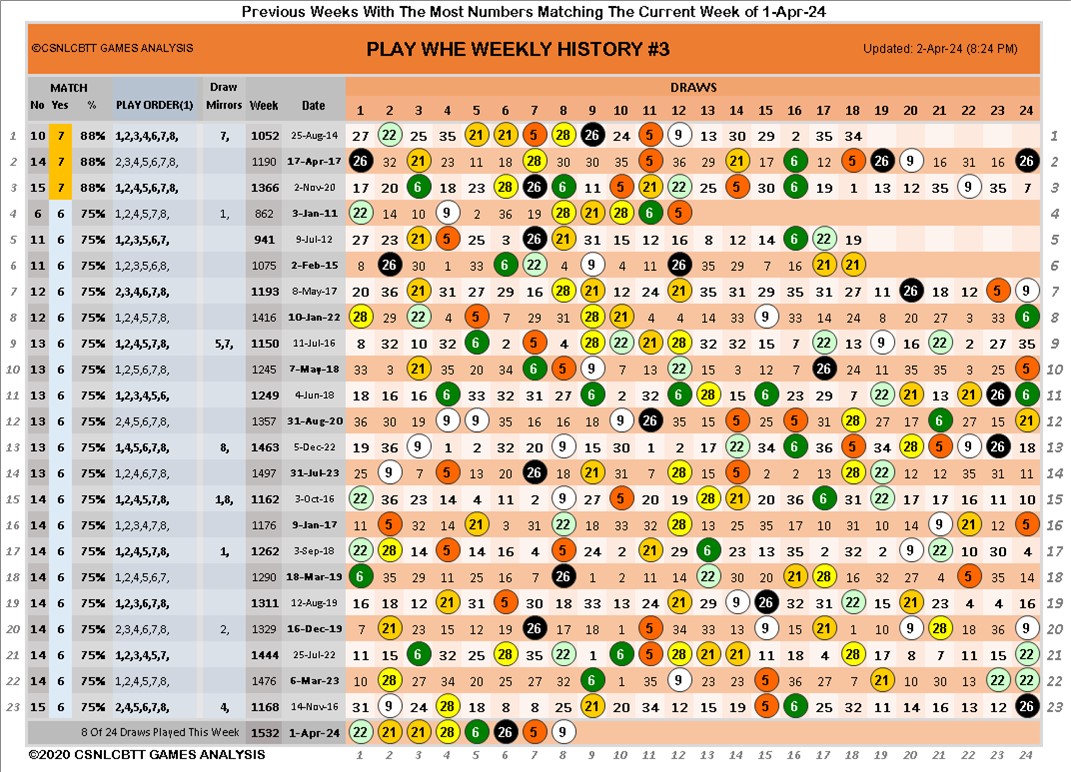 Previous Weeks With The Most Numbers Matching The Current Week of 1-Apr-24
©CSNLCBTT GAMES ANALYSIS PLAY WHE WEEKLY HISTORY #3 Updated: 2-Apr-24 (8:24 PM)
MATCH Draw DRAWS
No Yes % PLAY ORDER(1) Mirrors Week Date 1 2 3 4 5 6 7 8 9 10 11 12 13 14 15 16 17 18 19 20 21 22 23 24
1 10 7 88% 1,2,3,4,6,7,8, 7, 1052 25-Aug-14 27 22 25 35 21 21 5 28 26 24 5 9 13 30 29 2 35 34 1
2 14 7 88% 2,3,4,5,6,7,8, 1190 17-Apr-17 26 32 21 23 11 18 28 30 30 35 5 36 29 21 17 6 28 5 26 9 16 31 16 26 2
3 15 7 88% 1,2,4,5,6,7,8, 1366 2-Nov-20 17 20 6 18 23 28 26 6 11 5 21 22 25 5 30 6 19 1 13 12 35 9 35 7 3
4 6 6 75% 1,2,4,5,7,8, 1, 862 3-Jan-11 22 14 10 9 2 36 19 28 21 28 6 5 4
5 11 6 75% 1,2,3,5,6,7, 941 9-Jul-12 27 23 21 5 25 3 26 21 31 15 12 16 8 12 14 6 22 19 5
6 11 6 75% 1,2,3,5,6,8, 1075 2-Feb-15 8 26 30 1 33 6 22 4 9 4 11 26 35 29 7 16 21 21 6
7 12 6 75% 2,3,4,6,7,8, 1193 8-May-17 20 36 21 31 27 29 16 28 21 12 24 21 35 31 29 35 31 27 11 26 18 12 5 9 7
8 12 6 75% 1,2,4,5,7,8, 1416 10-Jan-22 28 29 22 4 5 7 29 31 28 21 4 4 14 33 9 33 14 24 8 20 27 3 33 6 8
9 13 6 75% 1,2,4,5,7,8, 5,7, 1150 11-Jul-16 8 32 10 32 6 2 5 4 28 22 21 28 32 32 15 7 22 13 9 16 22 2 27 35 9
10 13 6 75% 1,2,5,6,7,8, 1245 7-May-18 33 3 21 35 20 34 6 5 9 7 13 22 15 3 12 7 26 24 11 35 35 3 25 5 10
11 13 6 75% 1,2,3,4,5,6, 1249 4-Jun-18 18 16 16 6 33 32 31 27 6 2 32 6 28 15 6 23 29 7 22 21 13 21 26 6 11
12 13 6 75% 2,4,5,6,7,8, 1357 31-Aug-20 36 30 19 9 9 35 16 16 18 9 26 35 15 5 16 5 17 28 27 17 6 27 15 21 12
13 13 6 75% 1,4,5,6,7,8, 8, 1463 5-Dec-22 19 36 9 1 2 32 20 9 15 30 1 2 17 22 34 6 36 5 34 28 5 9 26 18 13
14 13 6 75% 1,2,4,6,7,8, 1497 31-Jul-23 25 9 7 5 13 20 26 18 21 31 7 28 15 5 2 2 13 28 22 12 12 35 31 11 14
15 14 6 75% 1,2,4,5,7,8, 1,8, 1162 3-Oct-16 22 36 23 14 4 11 2 9 27 5 20 19 28 21 20 36 6 31 22 17 17 16 11 10 15
16 14 6 75% 1,2,3,4,7,8, 1176 9-Jan-17 11 5 32 14 21 3 31 22 18 33 32 28 13 25 35 17 10 31 10 14 9 21 12 5 16
17 14 6 75% 1,2,4,5,7,8, 1, 1262 3-Sep-18 22 28 14 5 14 16 4 5 24 2 21 29 6 23 13 35 2 32 2 9 22 10 30 4 17
18 14 6 75% 1,2,4,5,6,7, 1290 18-Mar-19 6 35 29 11 25 16 7 26 1 2 11 14 22 30 20 21 28 16 32 27 4 5 35 14 18
19 14 6 75% 1,2,3,6,7,8, 1311 12-Aug-19 16 18 12 21 31 5 30 18 33 13 24 21 29 9 26 32 31 22 15 21 23 4 4 16 19
20 14 6 75% 2,3,4,6,7,8, 2, 1329 16-Dec-19 7 21 23 15 12 19 26 17 18 1 5 34 33 13 9 15 21 1 10 9 28 18 36 9 20
21 14 6 75% 1,2,3,4,5,7, 1444 25-Jul-22 11 15 6 32 28 28 35 22 1 6 5 28 21 21 11 18 4 28 17 8 7 11 15 22 21
22 14 6 75% 1,2,4,5,7,8, 1476 6-Mar-23 10 28 27 34 20 24 29 32 6 1 35 9 23 23 5 36 27 7 21 10 30 13 22 22 22
23 15 6 75% 2,4,5,6,7,8, 4, 1168 14-Nov-16 31 9 24 28 18 34 8 25 21 20 14 12 19 15 5 6 8 31 11 14 16 13 12 26 23
8 Of 24 Draws Played This Week 1532 1-Apr-24 22 21 21 28 6 26 5 9
©2020 CSNLCBTT GAMES ANALYSIS 1 2 3 4 5 6 7 8 9 10 11 12 13 14 15 16 17 18 19 20 21 22 23 24